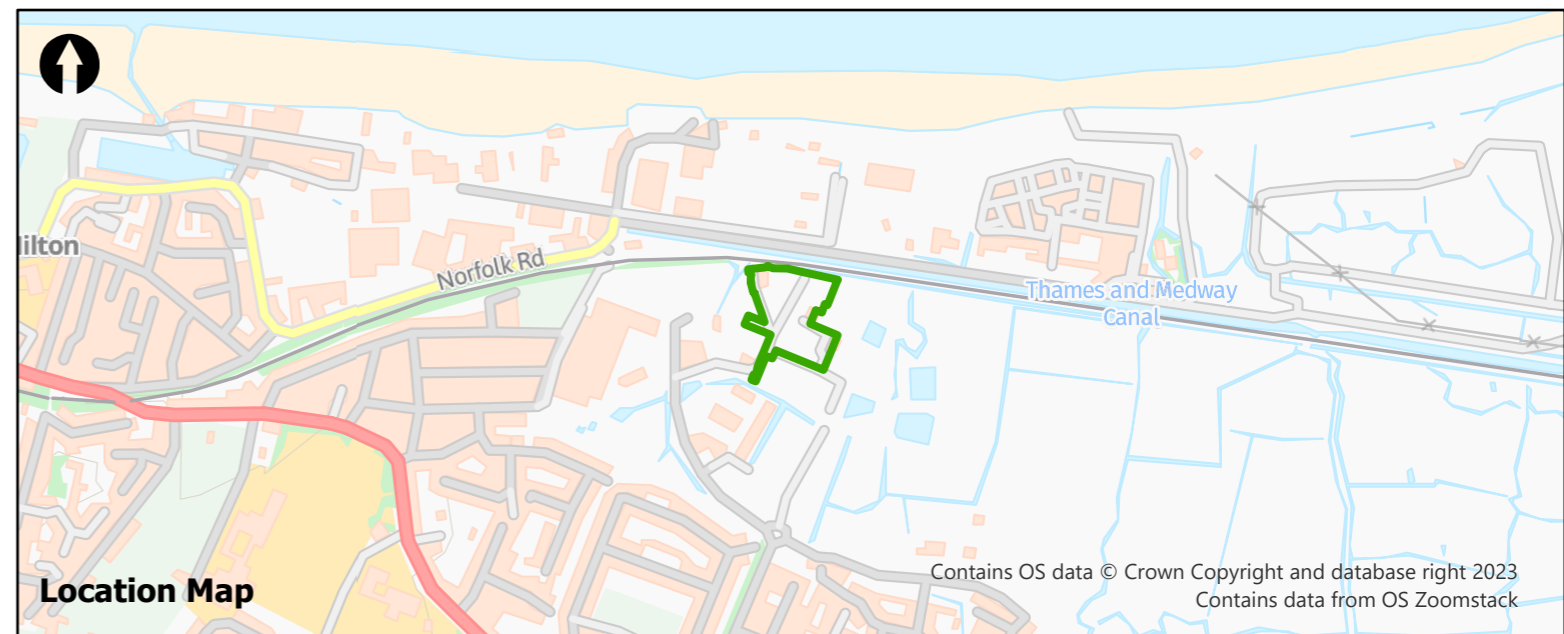 ilton
Norfolk Rd
Thames and Medway
Canal
Location Map
Contains OS data © Crown Copyright and database right 2023
Contains data from OS Zoomstack